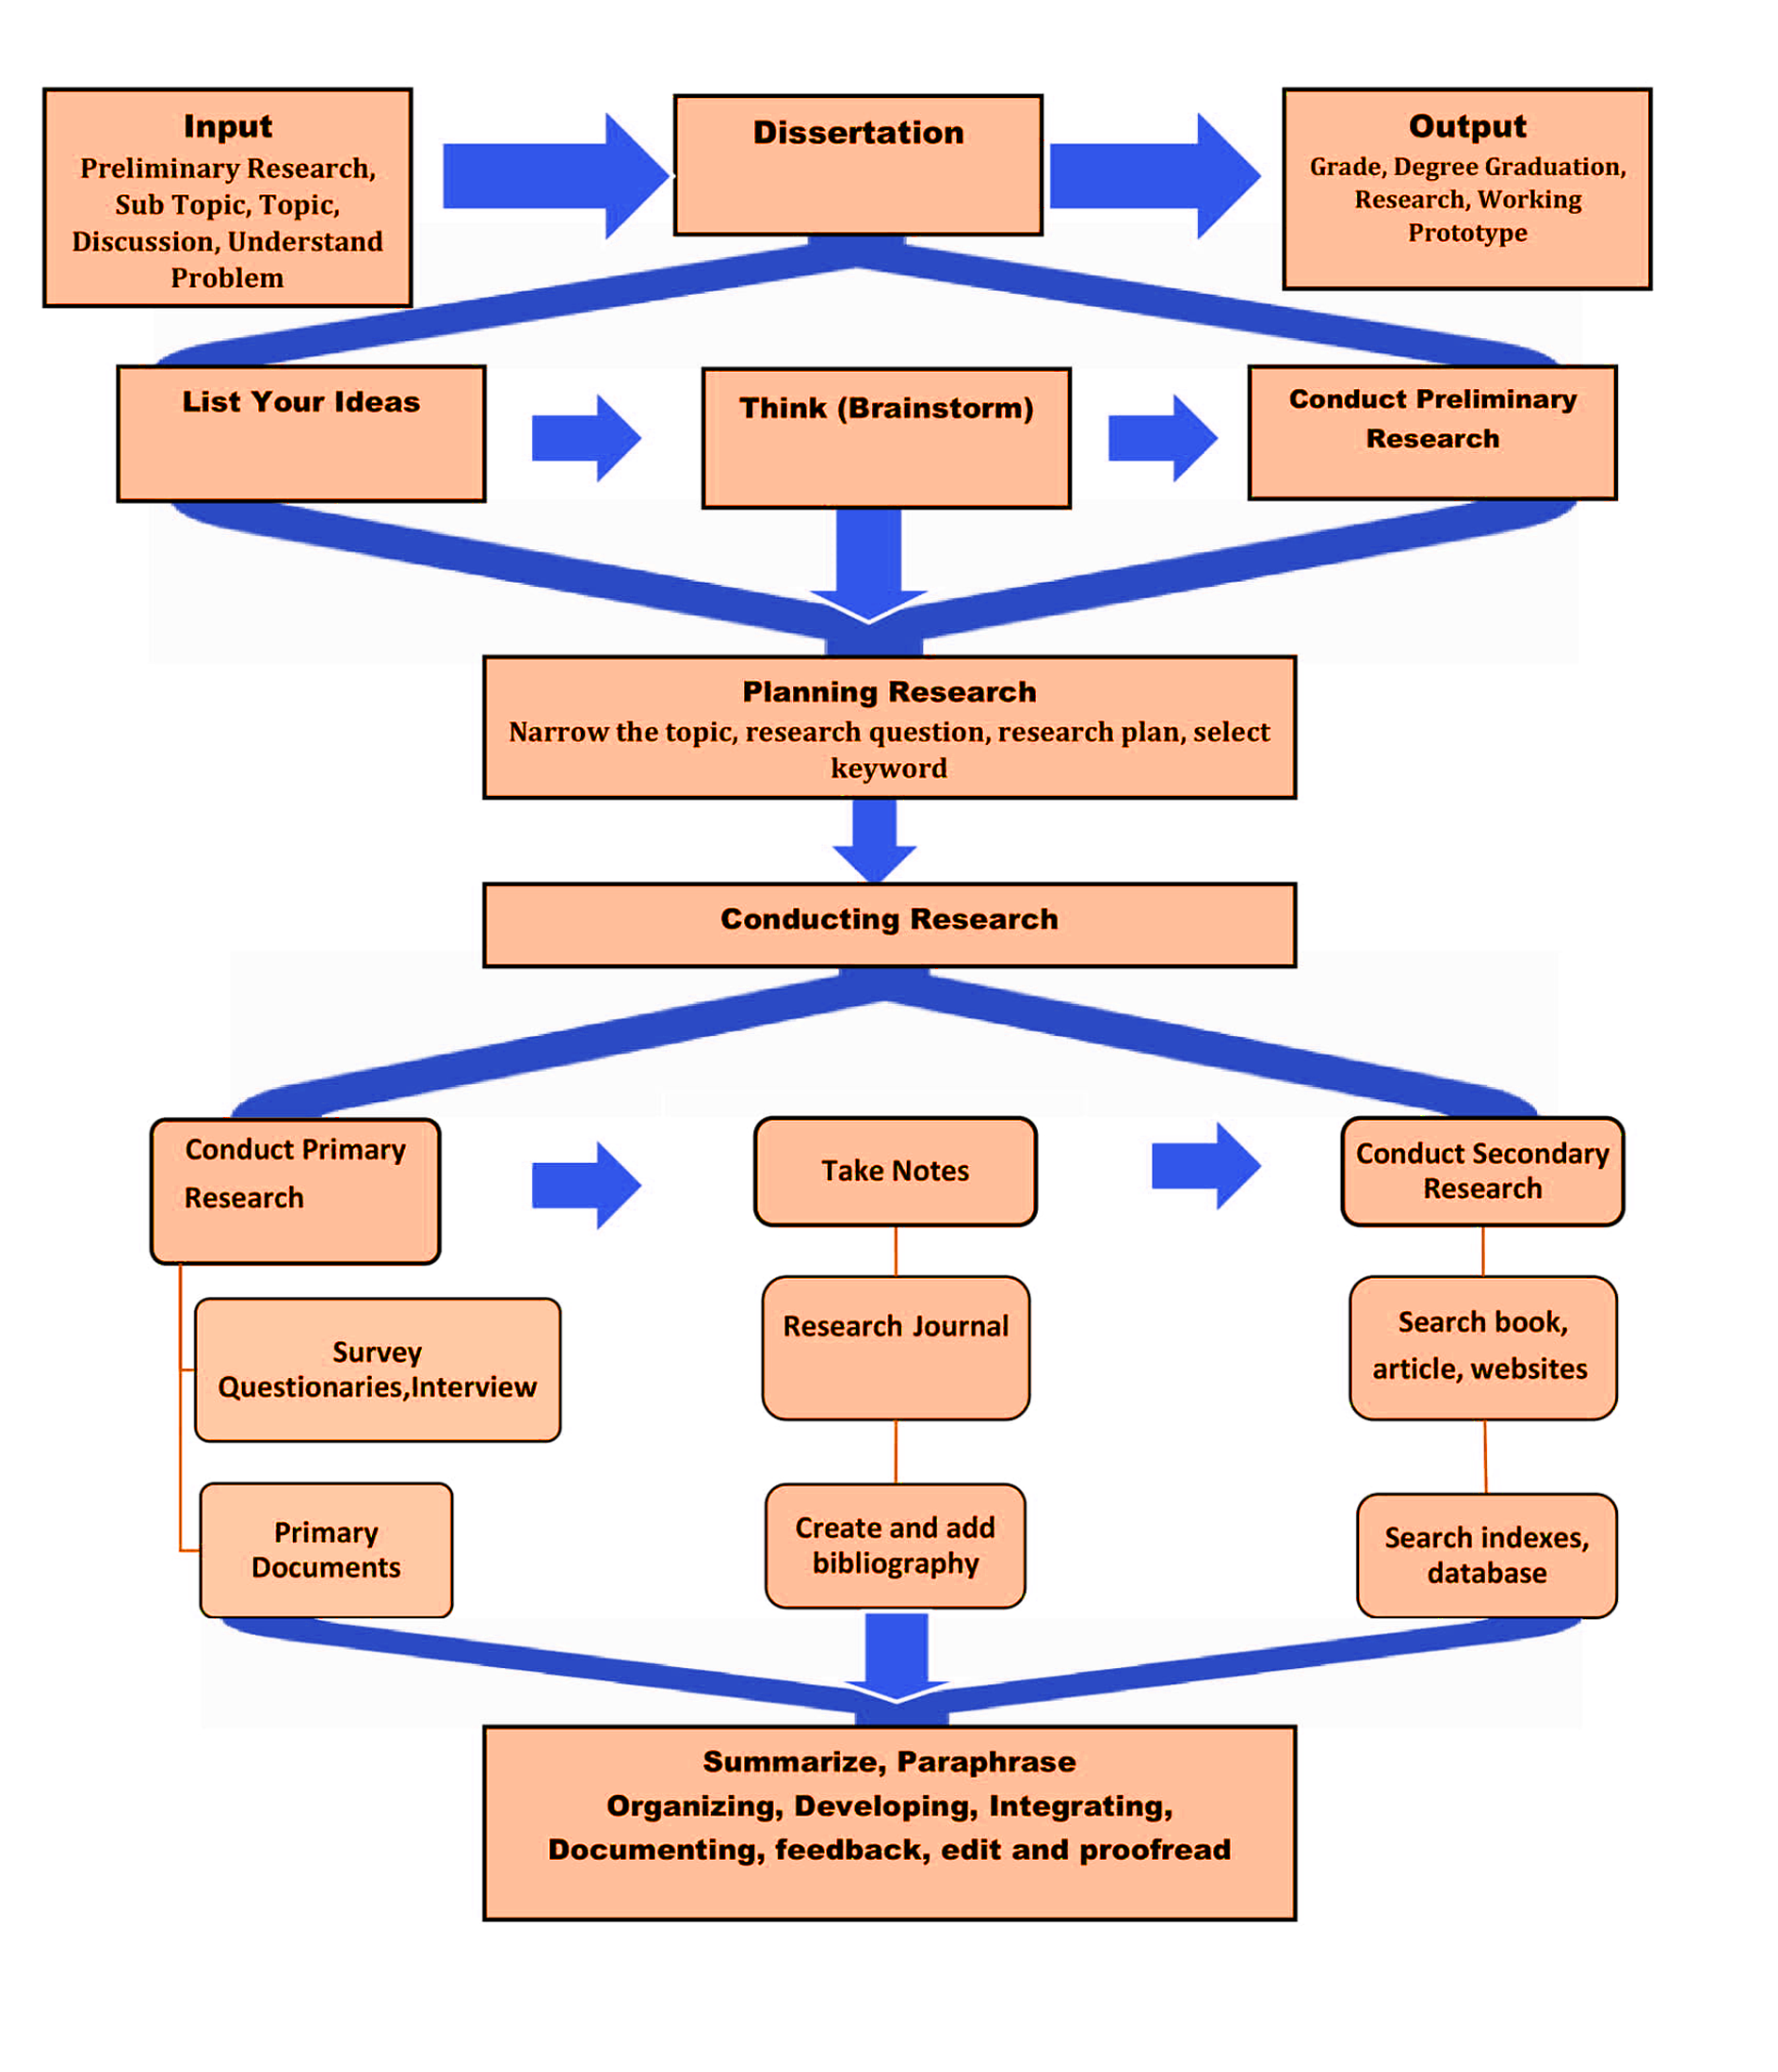 Input
Preliminary Research,
Sub Topic, Topic,
Discussion, Understand
Problem
Dissertation
Output
Grade, Degree Graduation,
Research, Working
Prototype
List Your Ideas
Think (Brainstorm)
Conduct Preliminary
Research
Planning Research
Narrow the topic, research question, research plan, select
keyword
Conducting Research
Conduct Primary
Research
Take Notes
Conduct Secondary
Research
Survey
Questionaries,Interview
Research Journal
Search book,
article, websites
Primary
Documents
Create and add
bibliography
Search indexes,
database
Summarize, Paraphrase
Organizing, Developing, Integrating,
Documenting, feedback, edit and proofread